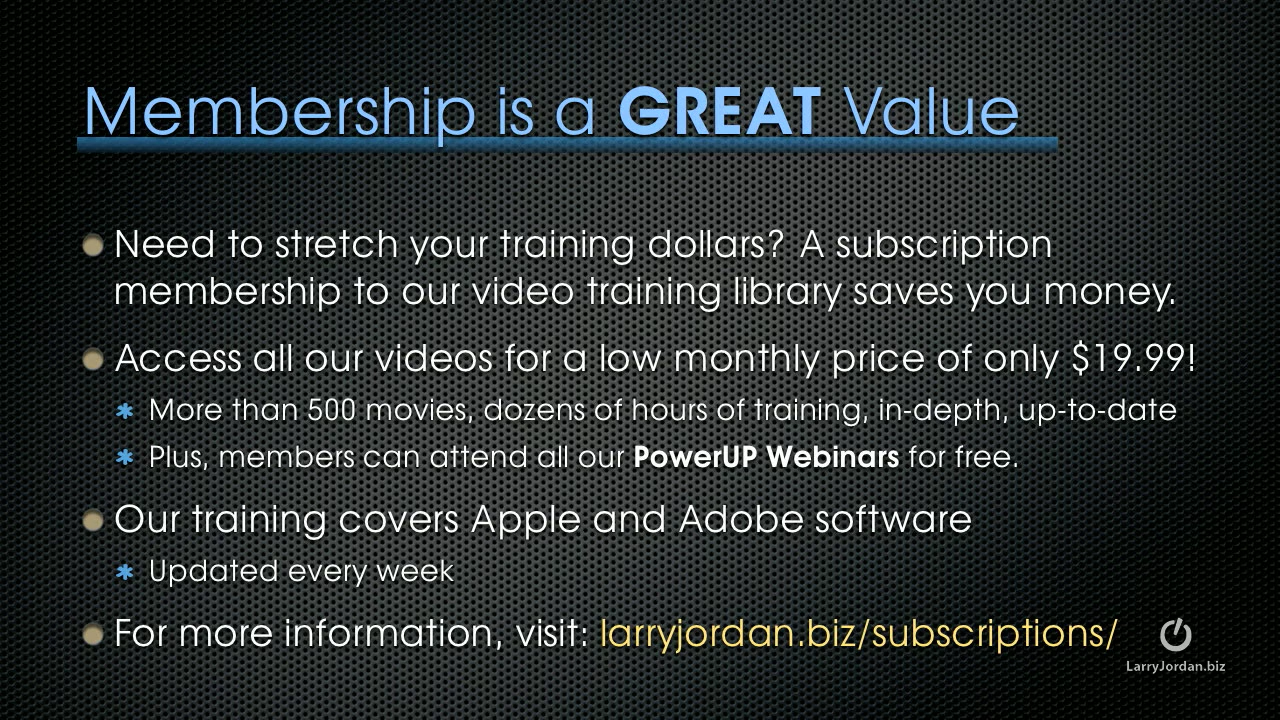 Membership is a GREAT Value
Need to stretch your training dollars? A subscription
membership to our video training library saves you money.
Access all our videos for a low monthly price of only $19.99!
More than 500 movies, dozens of hours of training, in-depth, up-to-date
Plus, members can attend all our PowerUP Webinars for free.
Our training covers Apple and Adobe software
Updated every week
For more information, visit: larryjordan.biz/subscriptions/
LarryJordan.biz